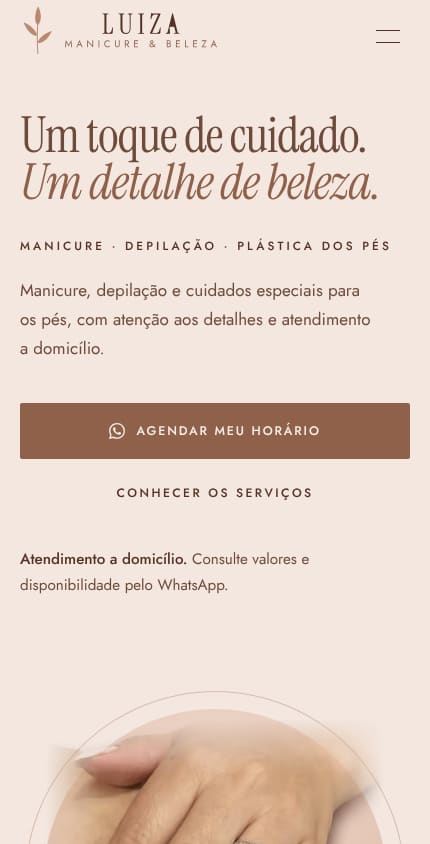 LUIZA
MANICURE & BELEZA
Um toque de cuidado.
Um detalhe de beleza.
MANICURE · DEPILAÇÃO · PLÁSTICA DOS PÉS
Manicure, depilação e cuidados especiais para
os pés, com atenção aos detalhes e atendimento
a domicílio.
AGENDAR MEU HORÁRIO
CONHECER OS SERVIÇOS
Atendimento a domicílio. Consulte valores e
disponibilidade pelo WhatsApp.